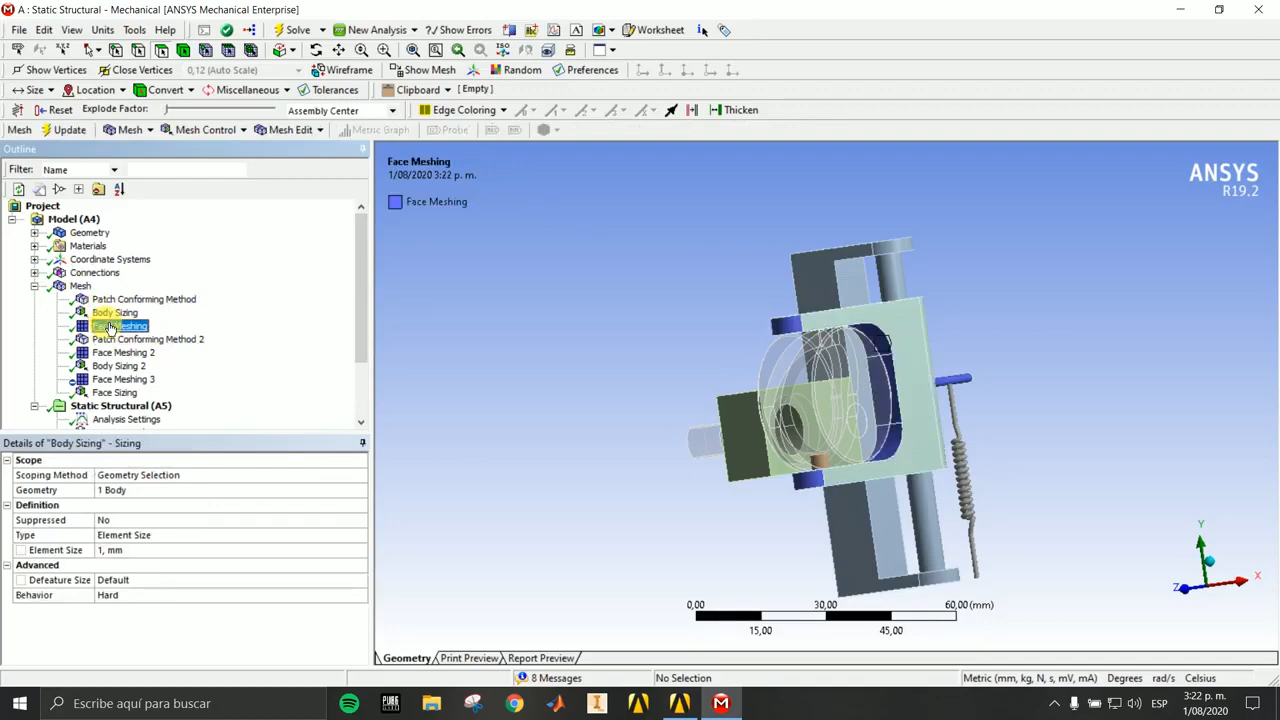 A : Static Structural - Mechanical [ANSYS Mechanical Enterprise]
File Edit View Units Tools Help Solve New Analysis ?/ Show Errors Worksheet
Show Vertices Close Vertices 0,12 (Auto Scale) Wireframe Show Mesh Random Preferences
Size Location Convert Miscellaneous Tolerances Clipboard [Empty]
Reset Explode Factor: Assembly Center Edge Coloring Thicken
Mesh Update Mesh Mesh Control Mesh Edit Metric Graph Probe
Outline
Filter: Name
Project
Model (A4)
Geometry
Materials
Coordinate Systems
Connections
Mesh
Patch Conforming Method
Body Sizing
Face Meshing
Patch Conforming Method 2
Face Meshing 2
Body Sizing 2
Face Meshing 3
Face Sizing
Static Structural (A5)
Analysis Settings
Details of "Body Sizing" - Sizing
Scope
Scoping Method Geometry Selection
Geometry 1 Body
Definition
Suppressed No
Type Element Size
Element Size 1, mm
Advanced
Defeature Size Default
Behavior Hard
Face Meshing
1/08/2020 3:22 p. m.
Face Meshing
ANSYS
R19.2
Y
X
Z
0,00 30,00 60,00 (mm)
15,00 45,00
Geometry Print Preview Report Preview
8 Messages No Selection Metric (mm, kg, N, s, mV, mA) Degrees rad/s Celsius
Escribe aquí para buscar
PUBG
ESP
3:22 p. m.
1/08/2020